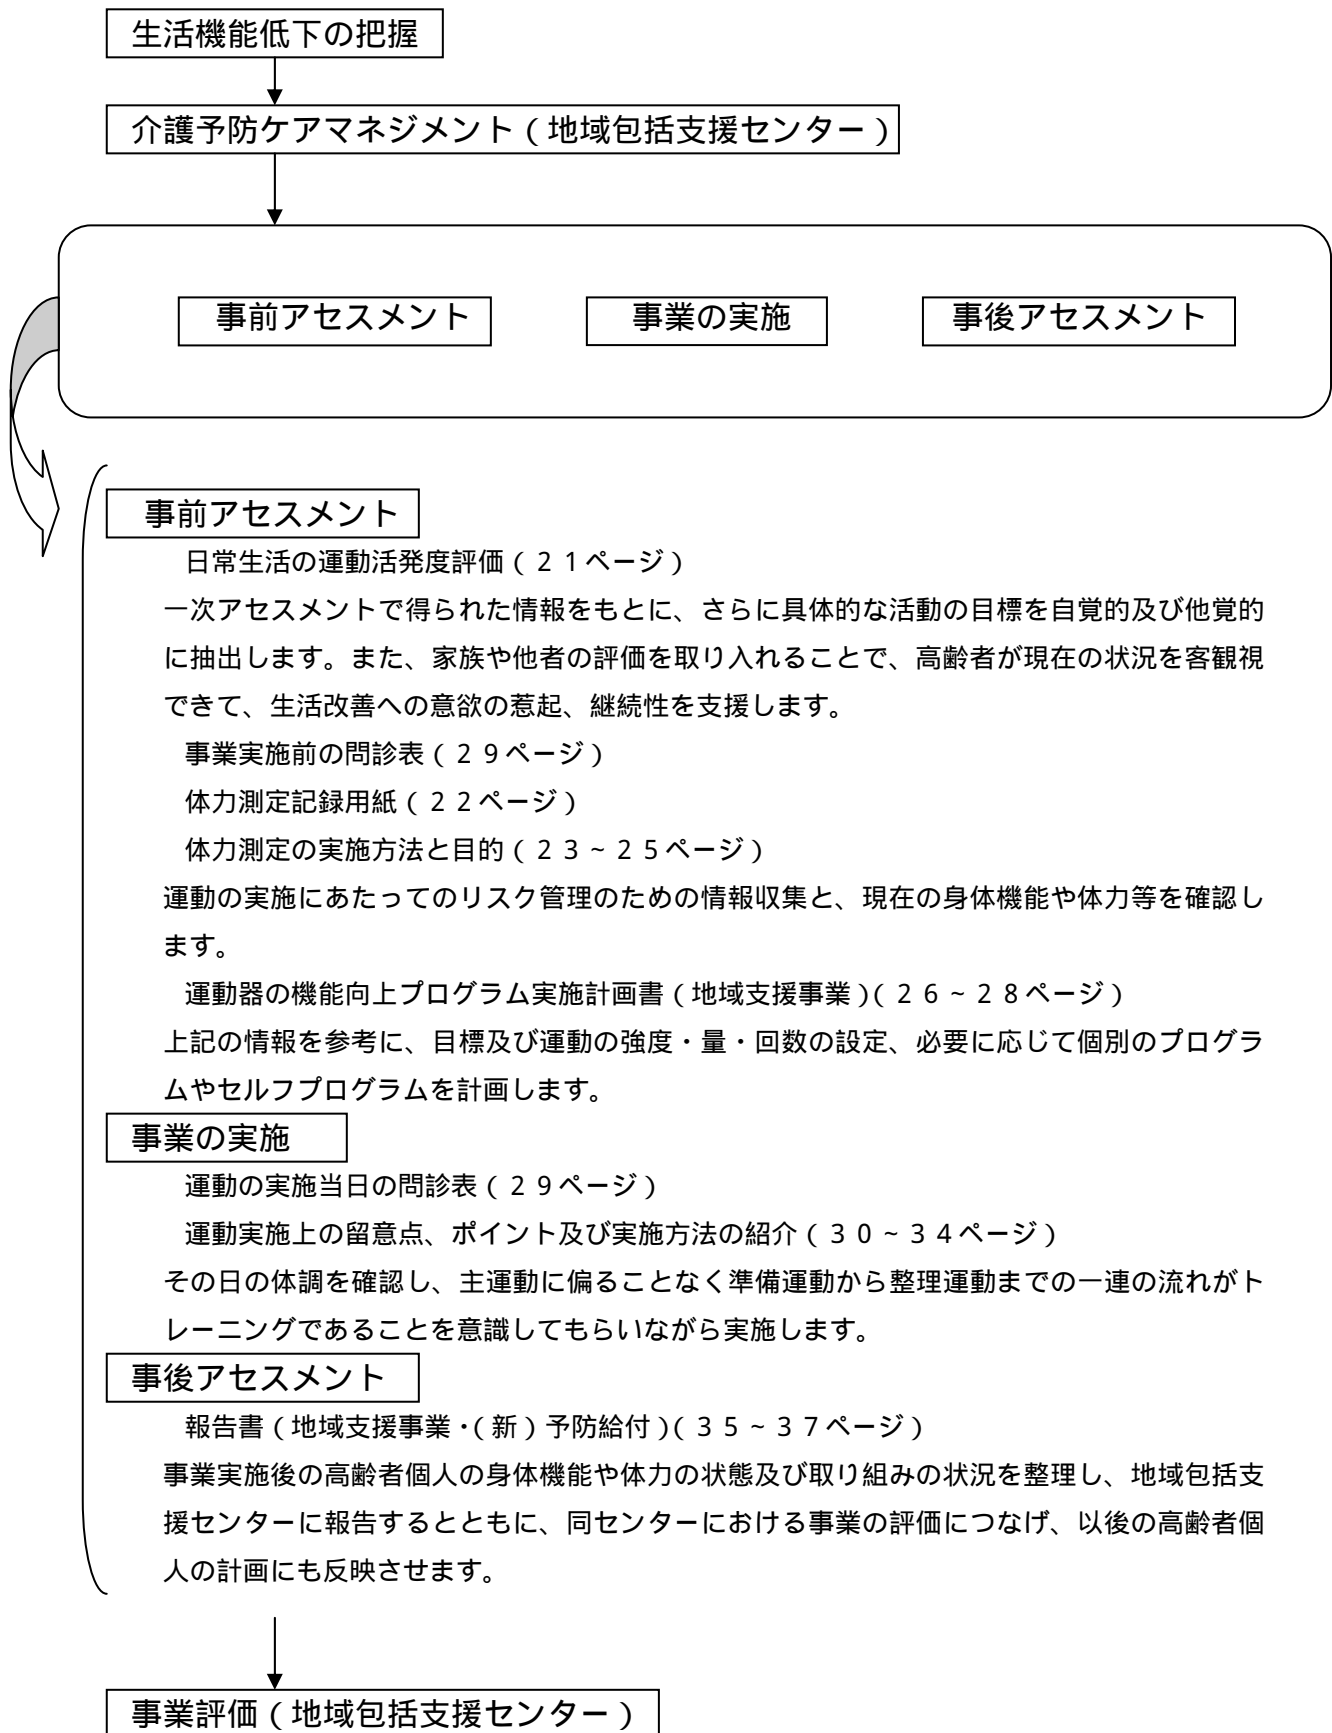 生活機能低下の把握
介護予防ケアマネジメント（地域包括支援センター）
事前アセスメント 事業の実施 事後アセスメント
事前アセスメント
日常生活の運動活発度評価（２１ページ）
一次アセスメントで得られた情報をもとに、さらに具体的な活動の目標を自覚的及び他覚的
に抽出します。また、家族や他者の評価を取り入れることで、高齢者が現在の状況を客観視
できて、生活改善への意欲の惹起、継続性を支援します。
事業実施前の問診表（２９ページ）
体力測定記録用紙（２２ページ）
体力測定の実施方法と目的（２３~２５ページ）
運動の実施にあたってのリスク管理のための情報収集と、現在の身体機能や体力等を確認し
ます。
運動器の機能向上プログラム実施計画書（地域支援事業）（２６~２８ページ）
上記の情報を参考に、目標及び運動の強度・量・回数の設定、必要に応じて個別のプログラ
ムやセルフプログラムを計画します。
事業の実施
運動の実施当日の問診表（２９ページ）
運動実施上の留意点、ポイント及び実施方法の紹介（３０~３４ページ）
その日の体調を確認し、主運動に偏ることなく準備運動から整理運動までの一連の流れがト
レーニングであることを意識してもらいながら実施します。
事後アセスメント
報告書（地域支援事業・（新）予防給付）（３５~３７ページ）
事業実施後の高齢者個人の身体機能や体力の状態及び取り組みの状況を整理し、地域包括支
援センターに報告するとともに、同センターにおける事業の評価につなげ、以後の高齢者個
人の計画にも反映させます。
事業評価（地域包括支援センター）